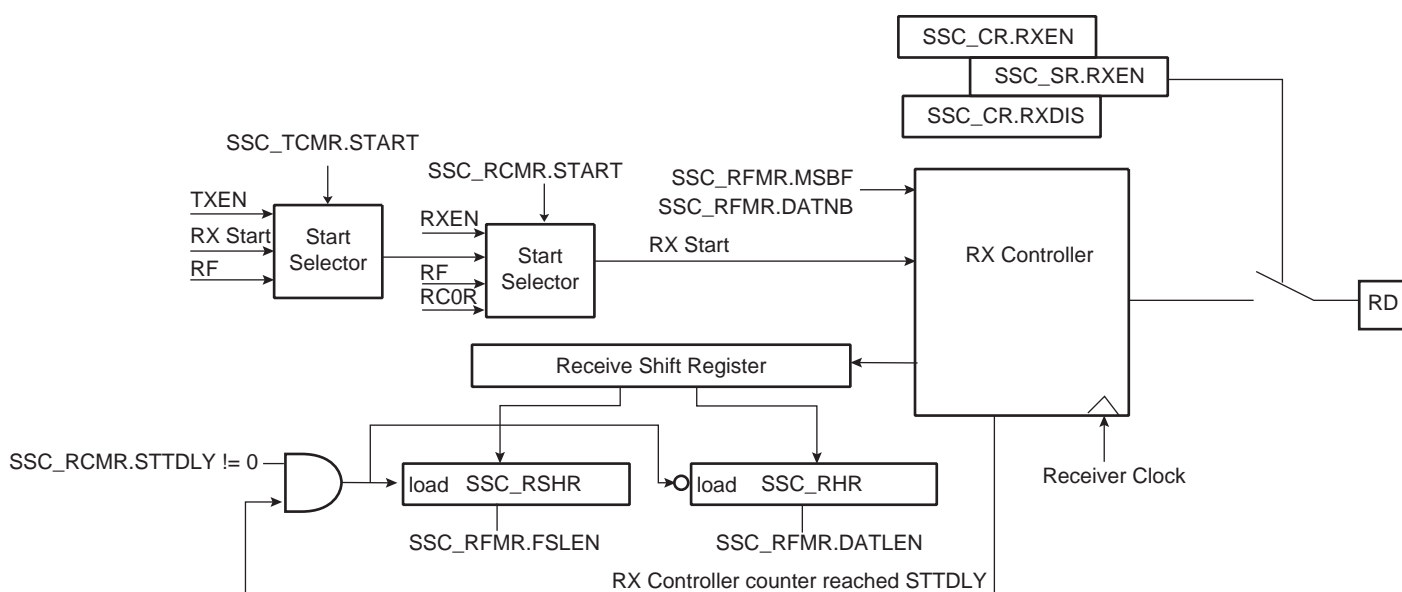 SSC_CR.RXEN
SSC_SR.RXEN
SSC_CR.RXDIS
SSC_TCMR.START
SSC_RCMR.START
SSC_RFMR.MSBF
SSC_RFMR.DATNB
TXEN
RX Start
RF
Start
Selector
RXEN
RF
RC0R
Start
Selector
RX Start
RX Controller
RD
Receive Shift Register
SSC_RCMR.STTDLY != 0
load SSC_RSHR
load SSC_RHR
Receiver Clock
SSC_RFMR.FSLEN
SSC_RFMR.DATLEN
RX Controller counter reached STTDLY